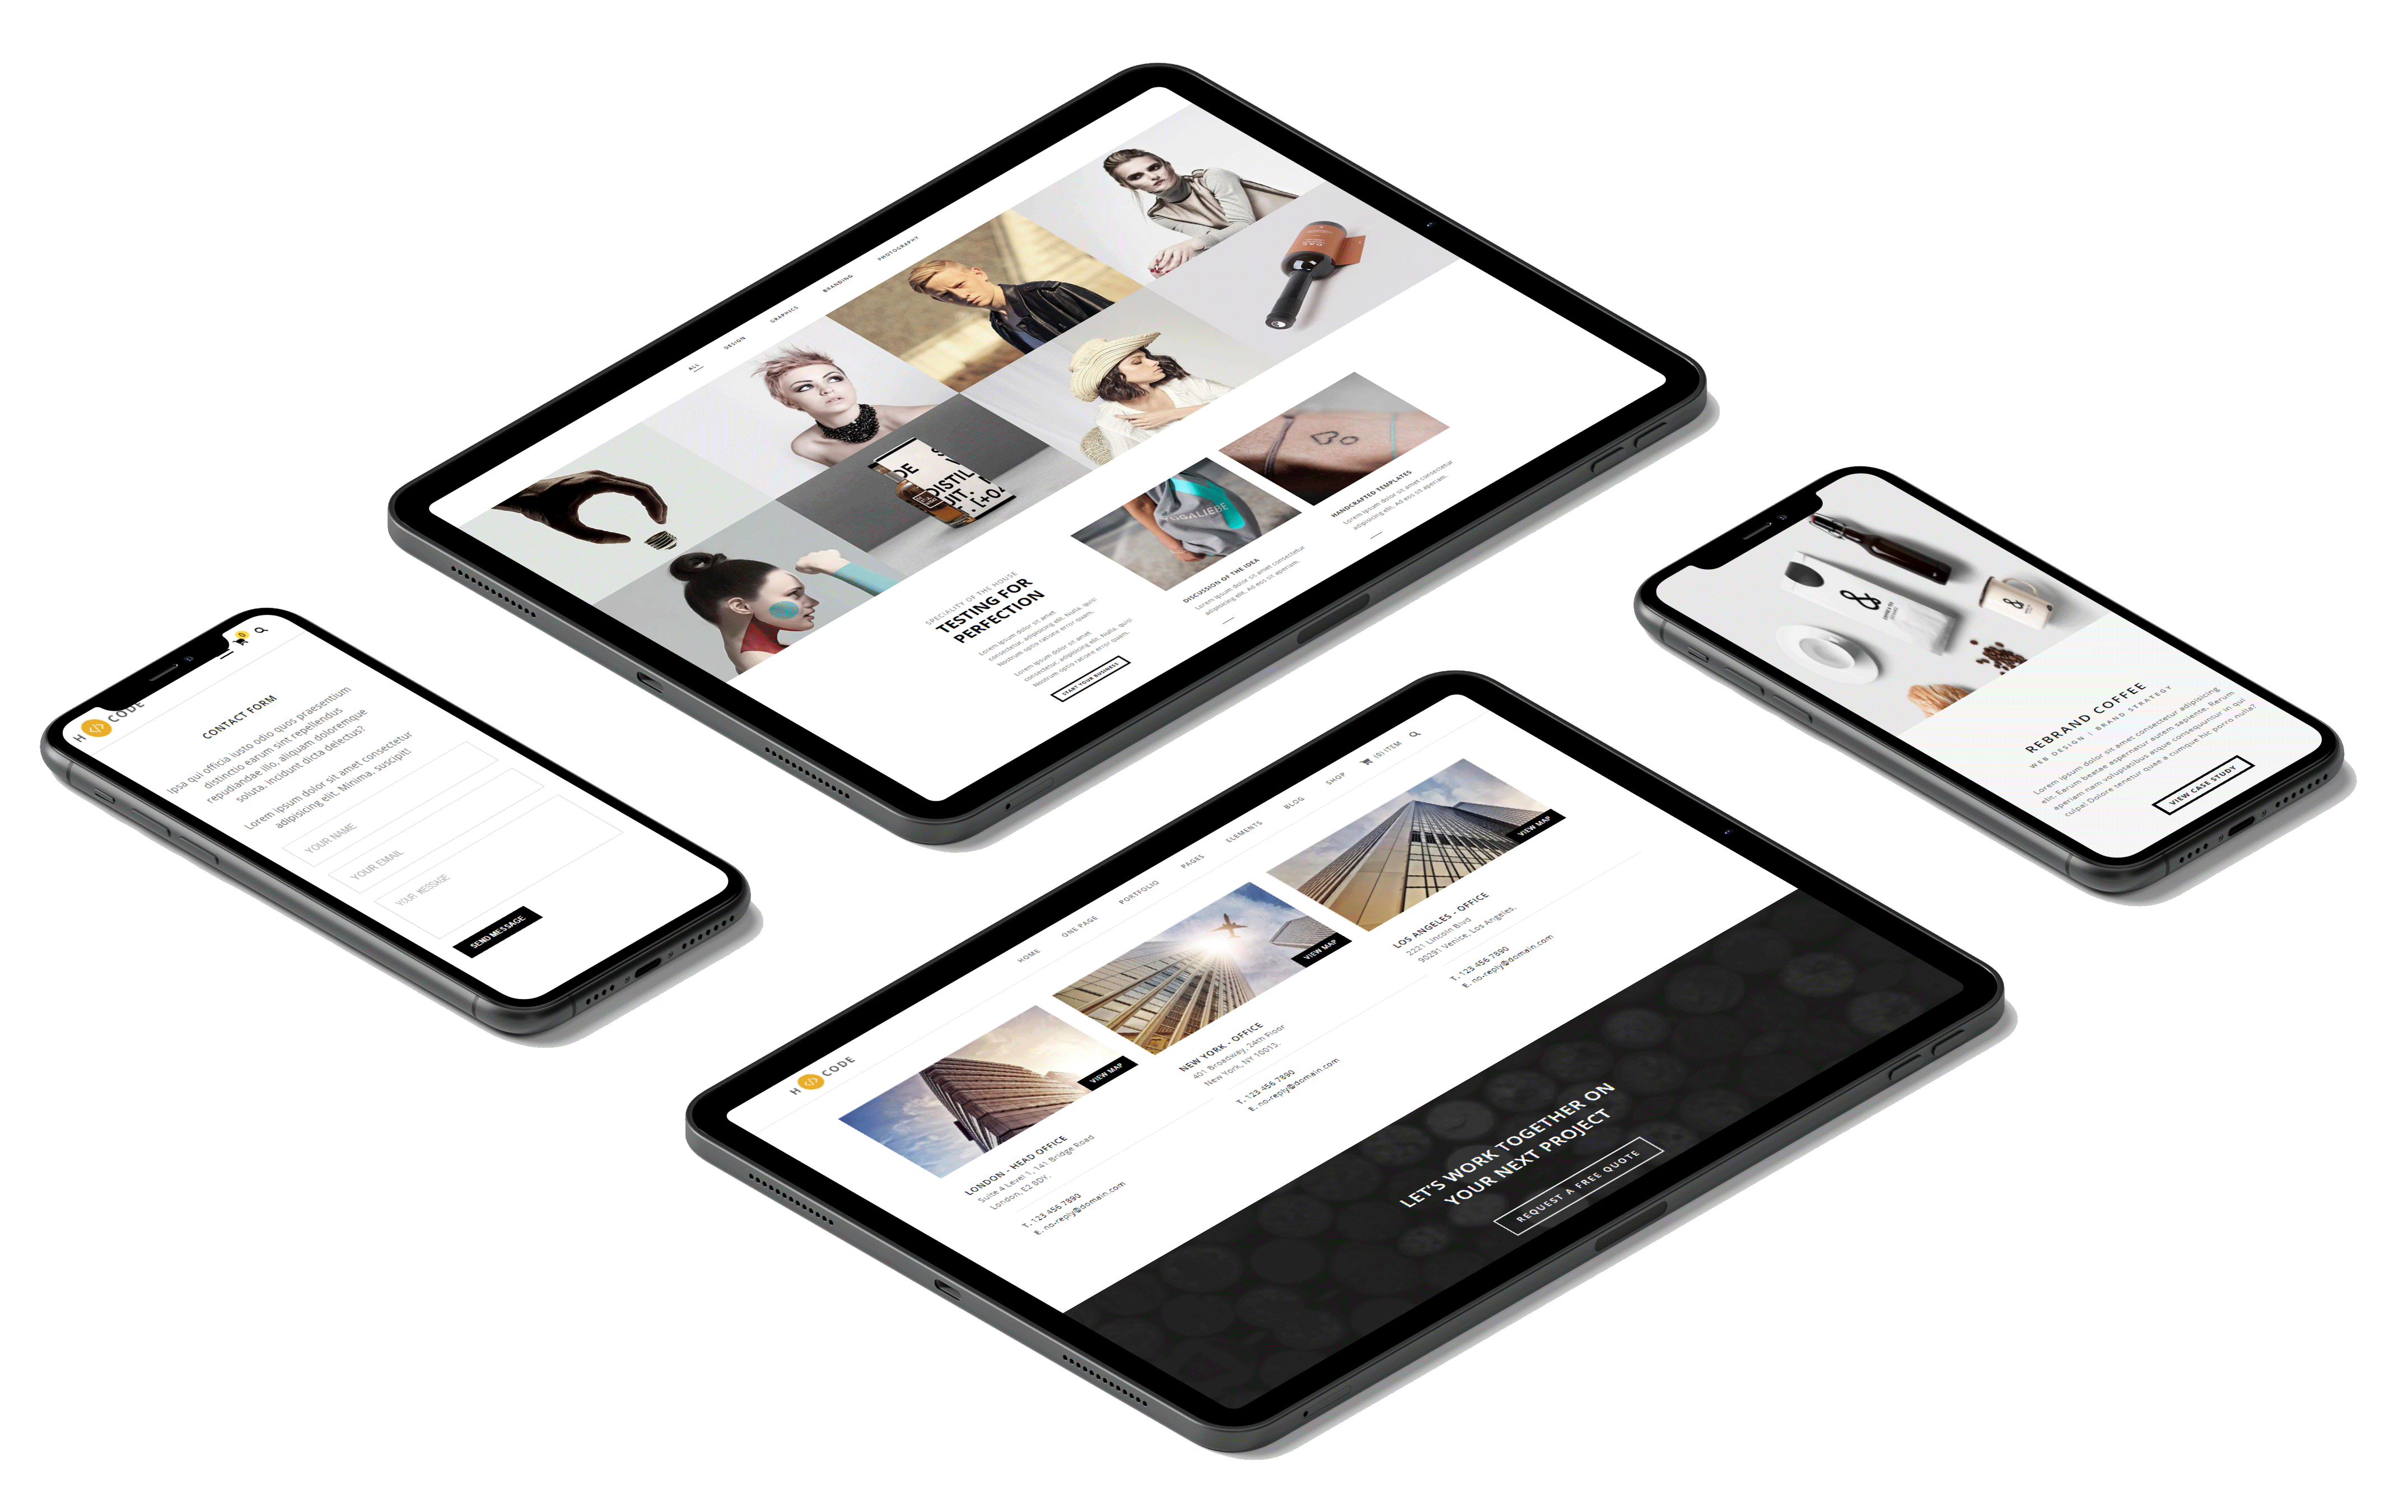 ALL
DESIGN
GRAPHICS
BRANDING
PHOTOGRAPHY
SPECIALITY OF THE HOUSE
TESTING FOR
PERFECTION
Lorem ipsum dolor sit amet
consectetur, adipisicing elit. Nulla, quisi
Nostrum optio ratione error quam.
Lorem ipsum dolor sit amet
consectetur, adipisicing elit. Nulla, quisi
Nostrum optio ratione error quam.
START YOUR BUSINESS
DISCUSSION OF THE IDEA
Lorem ipsum dolor sit amet consectetur
adipisicing elit. Ad eos sit aperiam.
HANDCRAFTED TEMPLATES
Lorem ipsum dolor sit amet consectetur
adipisicing elit. Ad eos sit aperiam.
H </> CODE
0
CONTACT FORM
Ipsa qui officia iusto odio quos praesentium
distinctio earum sint repellendus
repudiandae illo, aliquam doloremque
soluta, incidunt dicta delectus?
Lorem ipsum dolor sit amet consectetur
adipisicing elit. Minima, suscipit!
YOUR NAME
YOUR EMAIL
YOUR MESSAGE
SEND MESSAGE
&
&
REBRAND COFFEE
WEB DESIGN | BRAND STRATEGY
Lorem ipsum dolor sit amet consectetur adipisicing
elit. Earum beatae aspernatur autem sapiente. Rerum
aperiam nam voluptatibus atque consequuntur in qui
culpa! Dolore tenetur quae a cumque hic porro nulla?
VIEW CASE STUDY
H </> CODE
HOME
ONE PAGE
PORTFOLIO
PAGES
ELEMENTS
BLOG
SHOP
(0) ITEM
VIEW MAP
LONDON - HEAD OFFICE
Suite 4 Level 1, 141 Bridge Road
London, E2 8DY.
T. 123 456 7890
E. no-reply@domain.com
VIEW MAP
NEW YORK - OFFICE
401 Broadway, 24th Floor
New York, NY 10013.
T. 123 456 7890
E. no-reply@domain.com
VIEW MAP
LOS ANGELES - OFFICE
2221 Lincoln Blvd
90291 Venice, Los Angeles.
T. 123 456 7890
E. no-reply@domain.com
LET'S WORK TOGETHER ON
YOUR NEXT PROJECT
REQUEST A FREE QUOTE